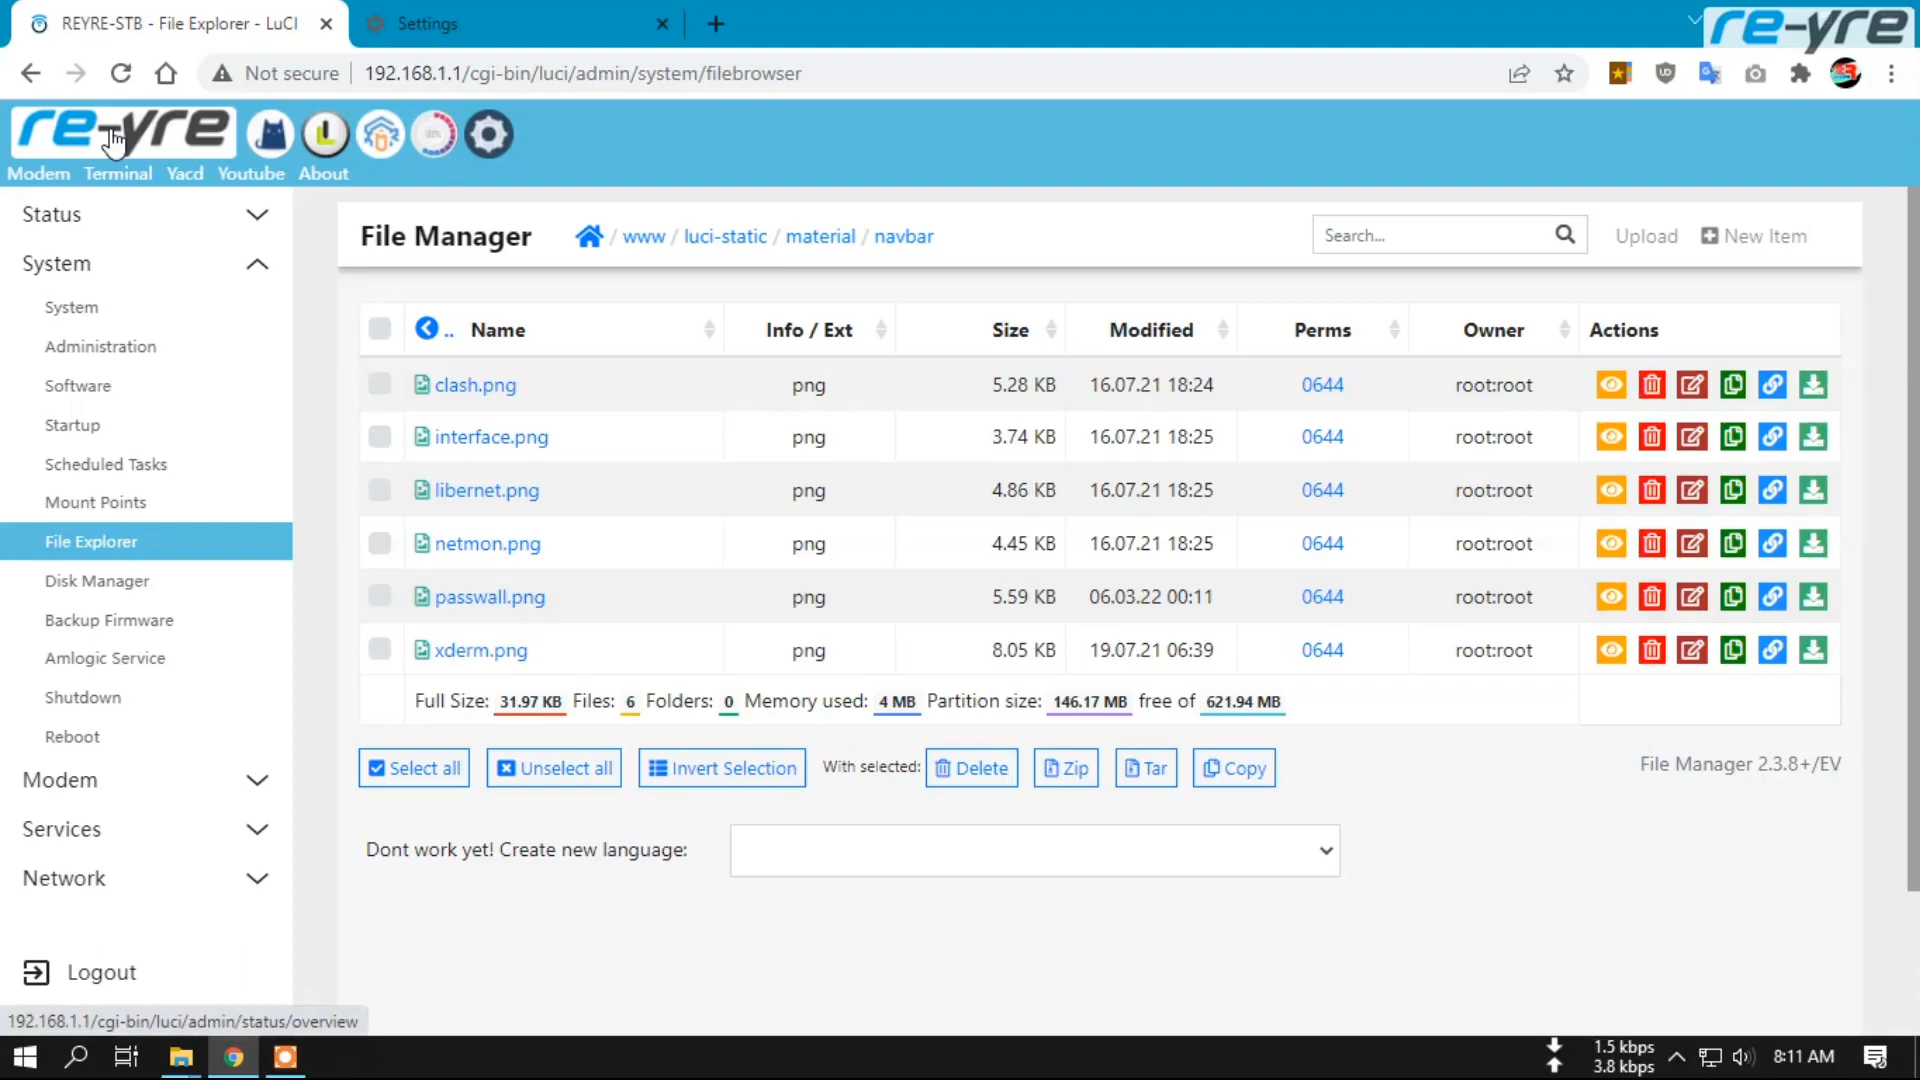 REYRE-STB - File Explorer - LuCI
Settings
re-yre
Not secure
192.168.1.1/cgi-bin/luci/admin/system/filebrowser
re-yre
Modem Terminal Yacd Youtube About
Status
System
System
Administration
Software
Startup
Scheduled Tasks
Mount Points
File Explorer
Disk Manager
Backup Firmware
Amlogic Service
Shutdown
Reboot
Modem
Services
Network
Logout
192.168.1.1/cgi-bin/luci/admin/status/overview
File Manager / www / luci-static / material / navbar Search... Upload New Item
.. Name Info / Ext Size Modified Perms Owner Actions
clash.png png 5.28 KB 16.07.21 18:24 0644 root:root
interface.png png 3.74 KB 16.07.21 18:25 0644 root:root
libernet.png png 4.86 KB 16.07.21 18:25 0644 root:root
netmon.png png 4.45 KB 16.07.21 18:25 0644 root:root
passwall.png png 5.59 KB 06.03.22 00:11 0644 root:root
xderm.png png 8.05 KB 19.07.21 06:39 0644 root:root
Full Size: 31.97 KB Files: 6 Folders: 0 Memory used: 4 MB Partition size: 146.17 MB free of 621.94 MB
Select all Unselect all Invert Selection With selected: Delete Zip Tar Copy
File Manager 2.3.8+/EV
Dont work yet! Create new language:
1.5 kbps
3.8 kbps
8:11 AM